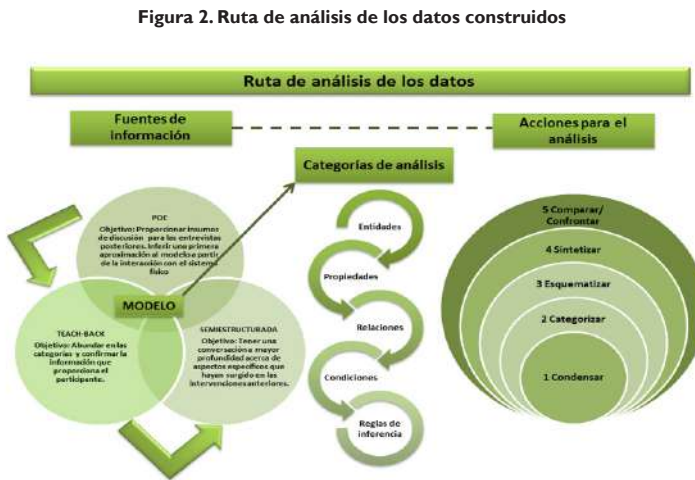 Figura 2. Ruta de análisis de los datos construidos
Ruta de análisis de los datos
Fuentes de
información
Acciones para el
análisis
Categorías de análisis
POE
Objetivo: Proporcionar insumos
de discusión para las entrevistas
posteriores. Inferir una primera
aproximación al modelos a partir
de la interacción con el sistema
físico
MODELO
TEACH-BACK
Objetivo: Abundar en las
categorías y confirmar la
información que
proporciona el
participante.
SEMIESTRUCTURADA
Objetivo: Tener una
conversación a mayor
profundidad acerca de
aspectos específicos que
hayan surgido en las
intervenciones anteriores.
Entidades
Propiedades
Relaciones
Condiciones
Reglas de
inferencia
5 Comparar/
Confrontar
4 Sintetizar
3 Esquematizar
2 Categorizar
1 Condensar